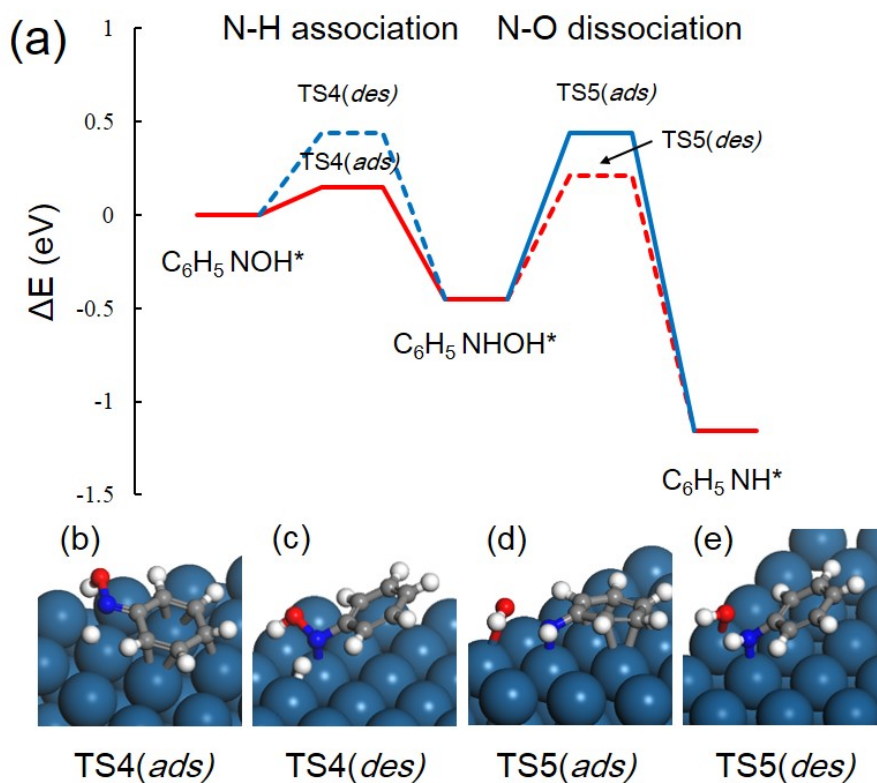 (a)
N-H association
N-O dissociation
1
TS4(des)
TS5(ads)
0.5
TS5(des)
TS4(ads)
0
C₆H₅ NOH*
ΔE (eV)
-0.5
C₆H₅ NHOH*
-1
C₆H₅ NH*
-1.5
(b)
(c)
(d)
(e)
TS4(ads)
TS4(des)
TS5(ads)
TS5(des)